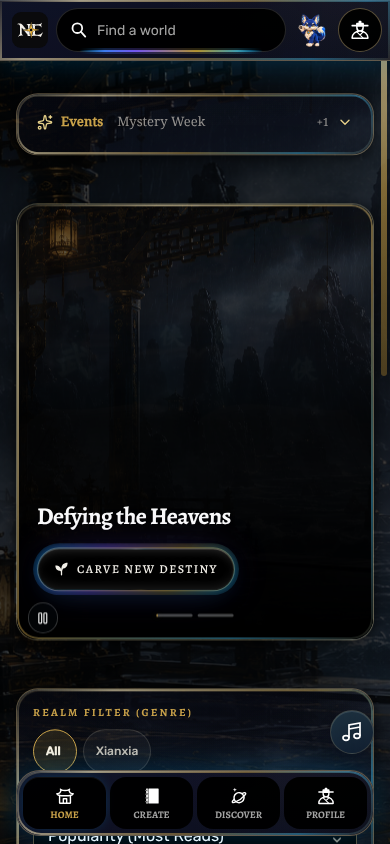 NE
Find a world
Events Mystery Week +1
Defying the Heavens
CARVE NEW DESTINY
REALM FILTER (GENRE)
All Xianxia
HOME CREATE DISCOVER PROFILE
Popularity (Most Reads)